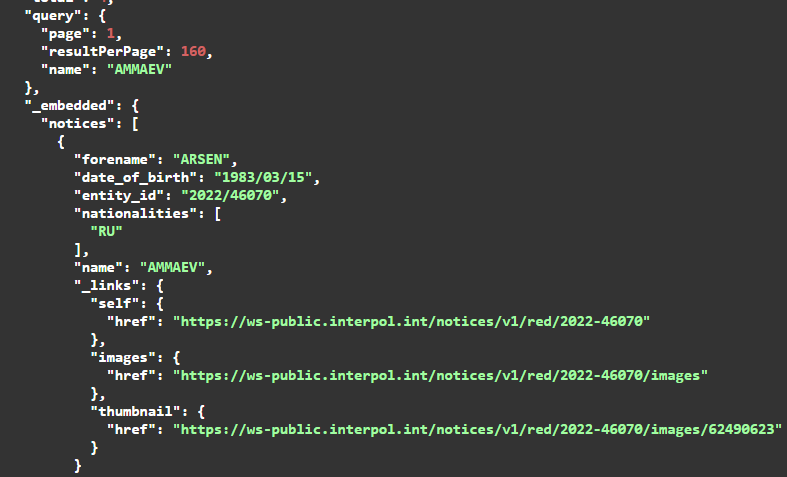 "query": {
"page": 1,
"resultPerPage": 160,
"name": "AMMAEV"
},
"_embedded": {
"notices": [
{
"forename": "ARSEN",
"date_of_birth": "1983/03/15",
"entity_id": "2022/46070",
"nationalities": [
"RU"
],
"name": "AMMAEV",
"_links": {
"self": {
"href": "https://ws-public.interpol.int/notices/v1/red/2022-46070"
},
"images": {
"href": "https://ws-public.interpol.int/notices/v1/red/2022-46070/images"
},
"thumbnail": {
"href": "https://ws-public.interpol.int/notices/v1/red/2022-46070/images/62490623"
}
}